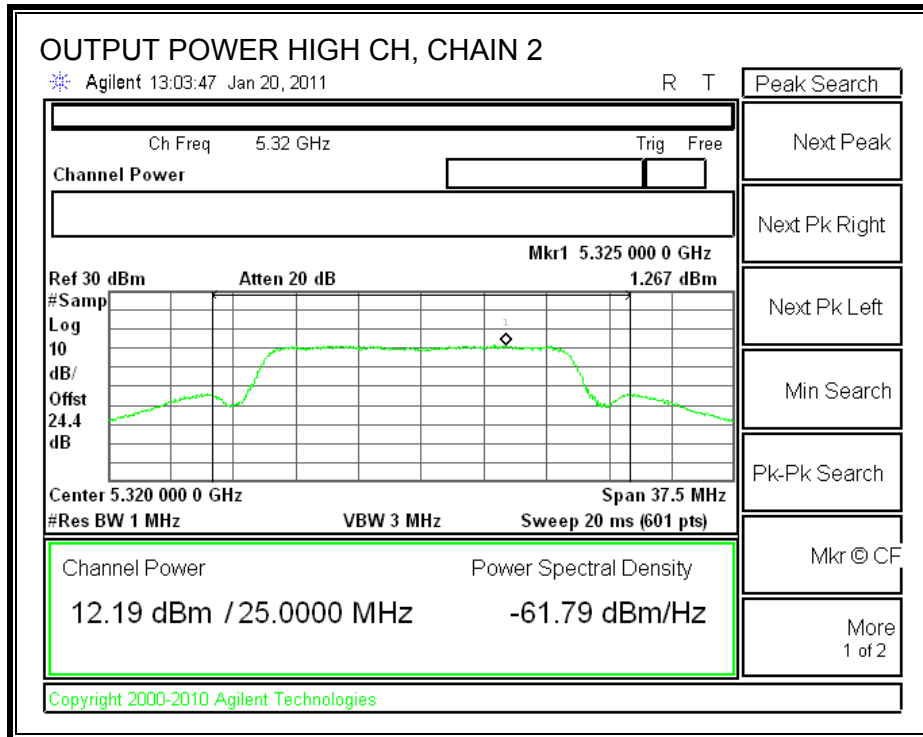 OUTPUT POWER HIGH CH, CHAIN 2
Agilent 13:03:47 Jan 20, 2011 R T
Peak Search
Ch Freq 5.32 GHz Trig Free
Channel Power
Next Peak
Next Pk Right
Mkr1 5.325 000 0 GHz
Ref 30 dBm Atten 20 dB 1.267 dBm
#Samp
Log
10
dB/
Offst
24.4
dB
1
Next Pk Left
Min Search
Pk-Pk Search
Center 5.320 000 0 GHz Span 37.5 MHz
#Res BW 1 MHz VBW 3 MHz Sweep 20 ms (601 pts)
Channel Power Power Spectral Density
12.19 dBm / 25.0000 MHz -61.79 dBm/Hz
Mkr © CF
More
1 of 2
Copyright 2000-2010 Agilent Technologies